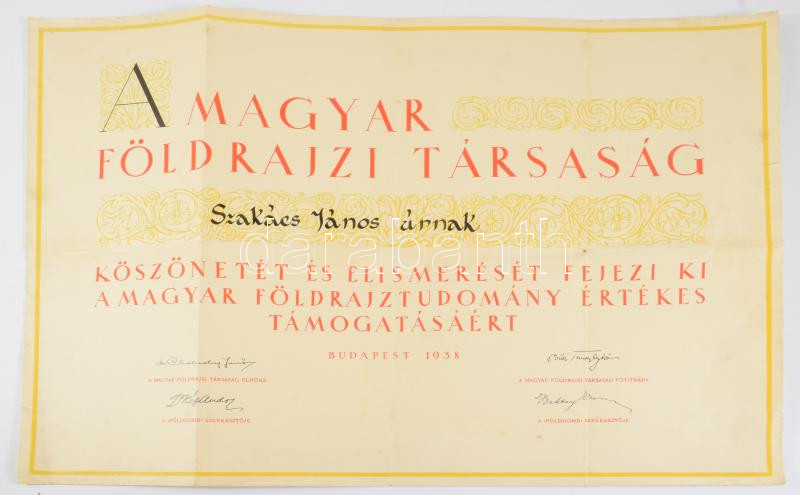 A MAGYAR
FÖLDRAJZI TÁRSASÁG
Szakács János úrnak
darabanth
KÖSZÖNETÉT ÉS ELISMERÉSÉT FEJEZI KI
A MAGYAR FÖLDRAJZTUDOMÁNY ÉRTÉKES
TÁMOGATÁSÁÉRT
BUDAPEST 1938
A MAGYAR FÖLDRAJZI TÁRSASÁG ELNÖKE. A MAGYAR FÖLDRAJZI TÁRSASÁG FŐTITKÁRA.
A «FÖLDGÖMB» SZERKESZTŐJE. A «FÖLDGÖMB» SZERKESZTŐJE.